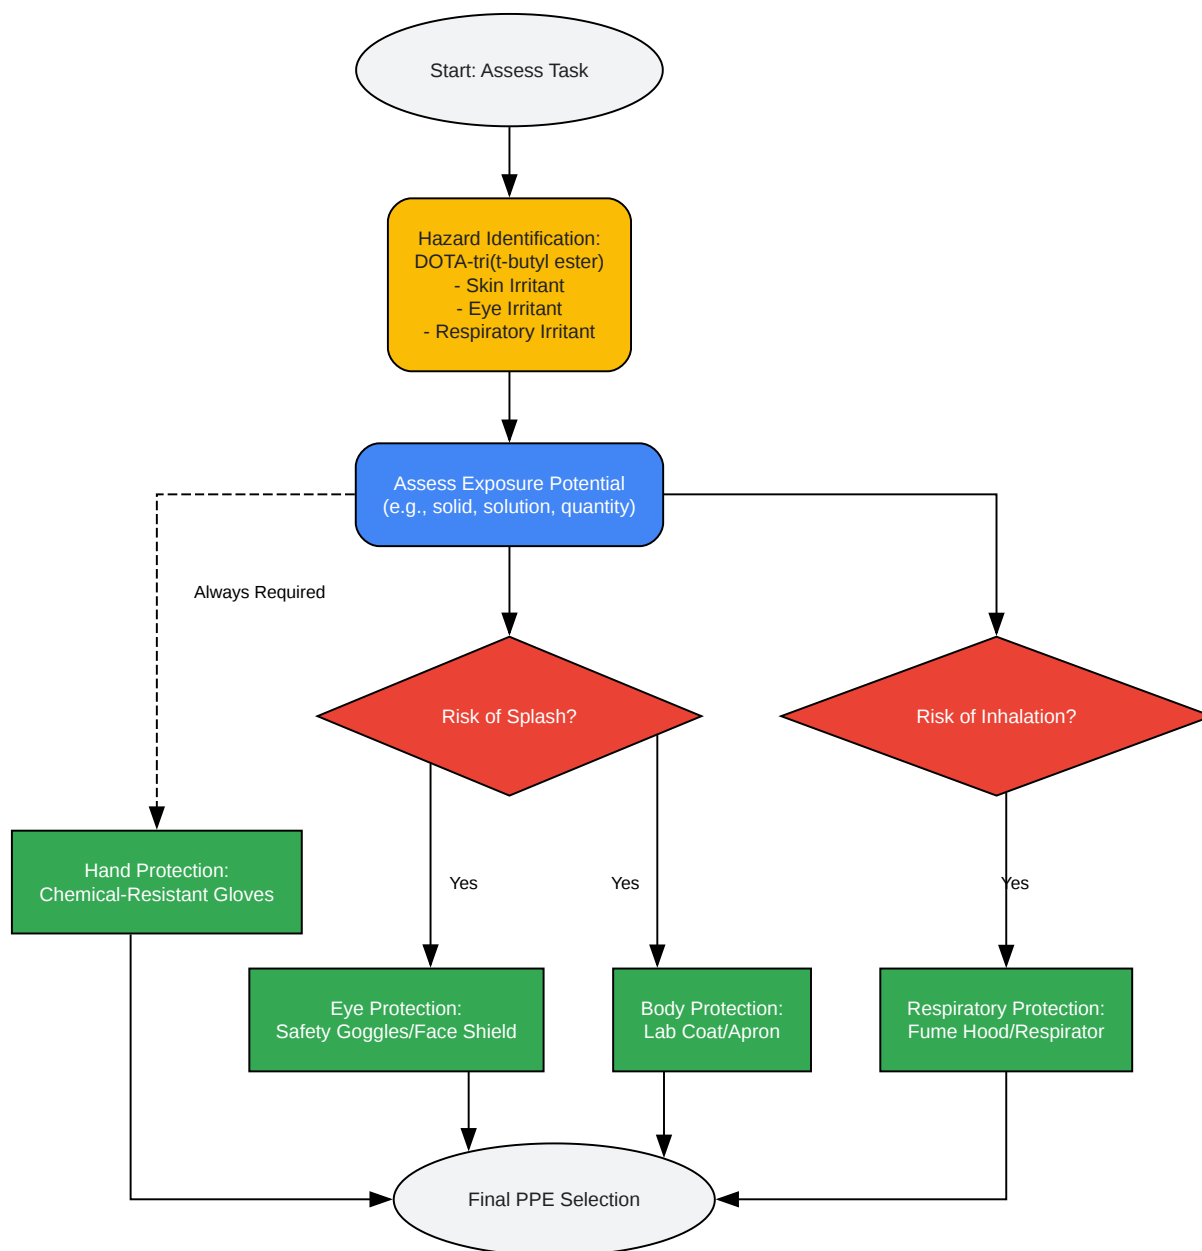 Start: Assess Task
Hazard Identification:
DOTA-tri(t-butyl ester)
- Skin Irritant
- Eye Irritant
- Respiratory Irritant
Assess Exposure Potential
(e.g., solid, solution, quantity)
Always Required
Risk of Splash?
Risk of Inhalation?
Hand Protection:
Chemical-Resistant Gloves
Yes
Yes
Yes
Eye Protection:
Safety Goggles/Face Shield
Body Protection:
Lab Coat/Apron
Respiratory Protection:
Fume Hood/Respirator
Final PPE Selection